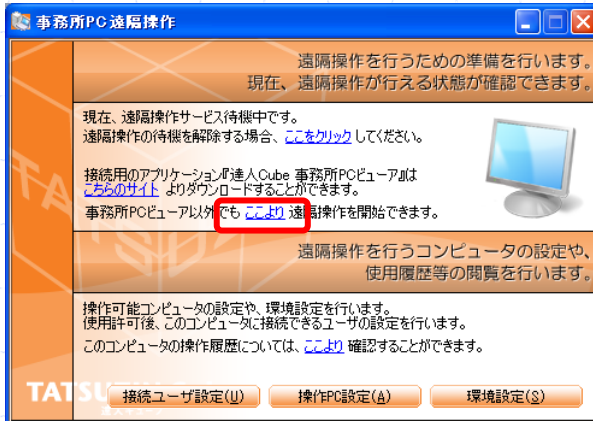 事務所PC遠隔操作
遠隔操作を行うための準備を行います。
現在、遠隔操作が行える状態が確認できます。
現在、遠隔操作サービス待機中です。
遠隔操作の待機を解除する場合、ここをクリック してください。
接続用のアプリケーション『達人Cube 事務所PCビューア』は
こちらのサイト よりダウンロードすることができます。
事務所PCビューア以外でも ここより 遠隔操作を開始できます。
遠隔操作を行うコンピュータの設定や、
使用履歴等の閲覧を行います。
操作可能コンピュータの設定や、環境設定を行います。
使用許可後、このコンピュータに接続できるユーザの設定を行います。
このコンピュータの操作履歴については、ここより 確認することができます。
接続ユーザ設定(U) 操作PC設定(A) 環境設定(S)